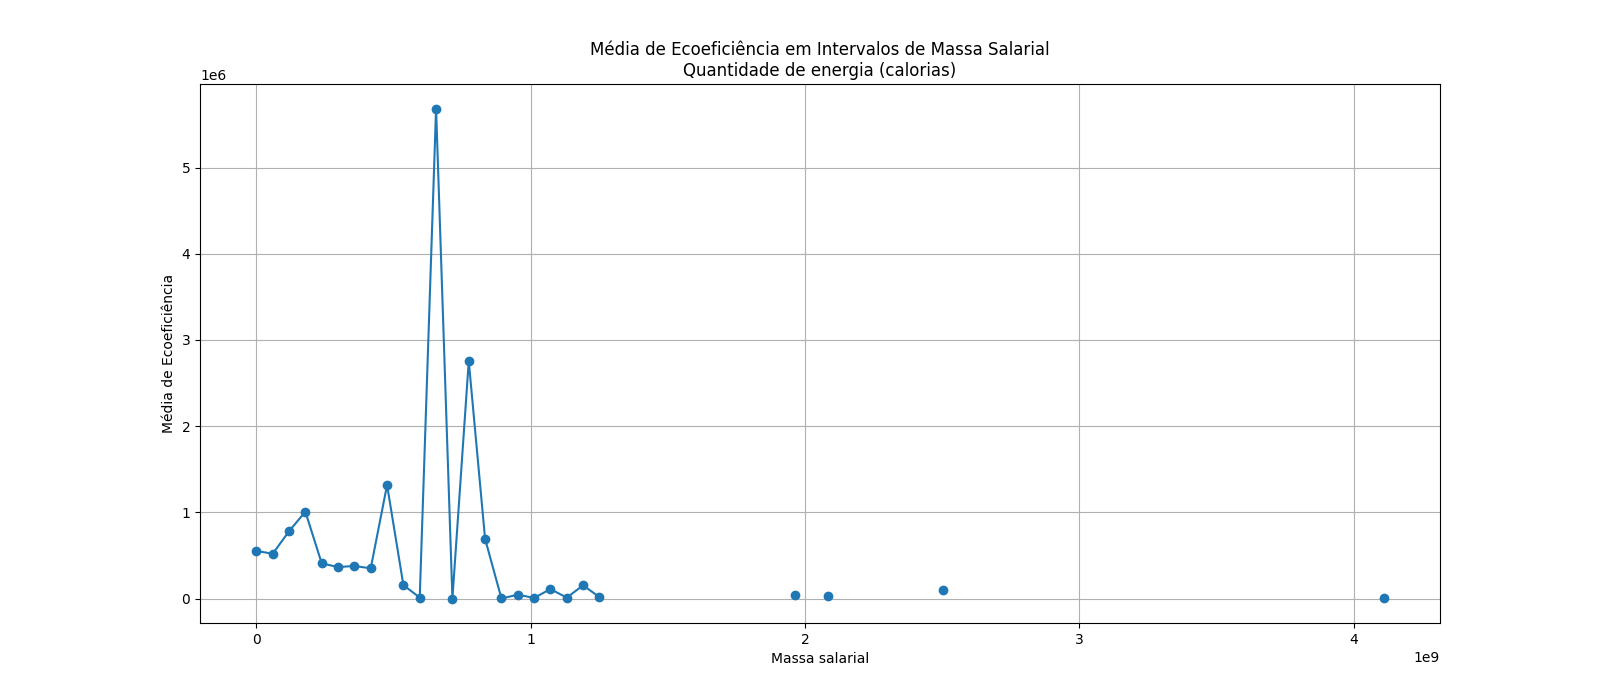 Média de Ecoeficiência em Intervalos de Massa Salarial
Quantidade de energia (calorias)
1e6
5
4
3
2
1
0
Média de Ecoeficiência
0 1 2 3 4
1e9
Massa salarial